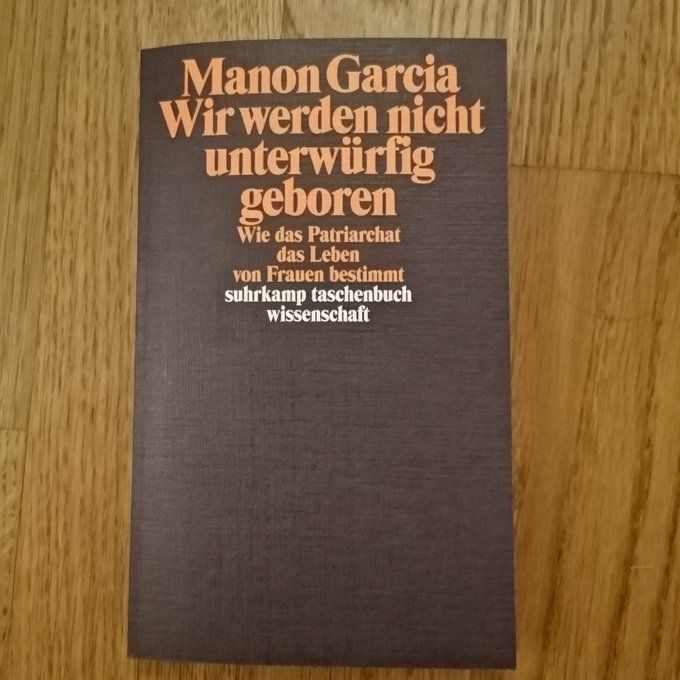 Manon Garcia
Wir werden nicht
unterwürfig
geboren
Wie das Patriarchat
das Leben
von Frauen bestimmt
suhrkamp taschenbuch
wissenschaft